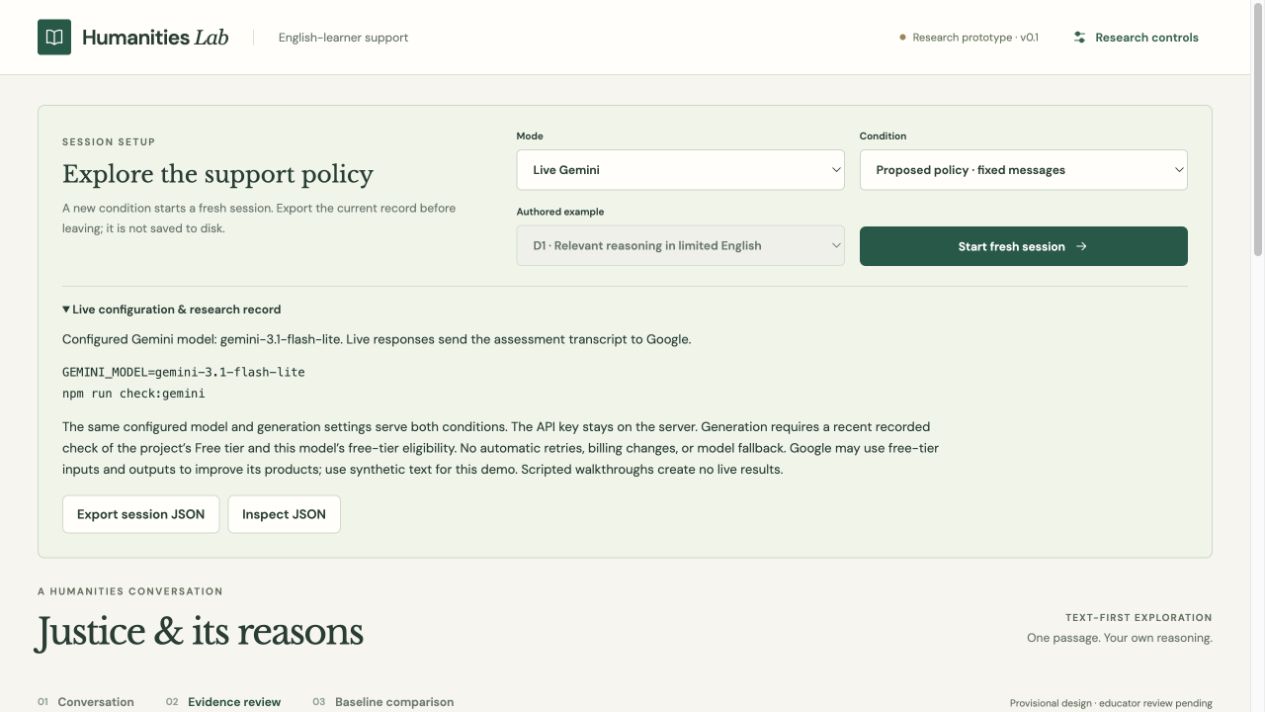 Humanities Lab
English-learner support
Research prototype · v0.1
Research controls
SESSION SETUP
Explore the support policy
A new condition starts a fresh session. Export the current record before
leaving; it is not saved to disk.
Mode
Live Gemini
Condition
Proposed policy · fixed messages
Authored example
D1 · Relevant reasoning in limited English
Start fresh session →
▼ Live configuration & research record
Configured Gemini model: gemini-3.1-flash-lite. Live responses send the assessment transcript to Google.
GEMINI_MODEL=gemini-3.1-flash-lite
npm run check:gemini
The same configured model and generation settings serve both conditions. The API key stays on the server. Generation requires a recent recorded
check of the project’s Free tier and this model’s free-tier eligibility. No automatic retries, billing changes, or model fallback. Google may use free-tier
inputs and outputs to improve its products; use synthetic text for this demo. Scripted walkthroughs create no live results.
Export session JSON
Inspect JSON
A HUMANITIES CONVERSATION
Justice & its reasons
TEXT-FIRST EXPLORATION
One passage. Your own reasoning.
01 Conversation
02 Evidence review
03 Baseline comparison
Provisional design · educator review pending